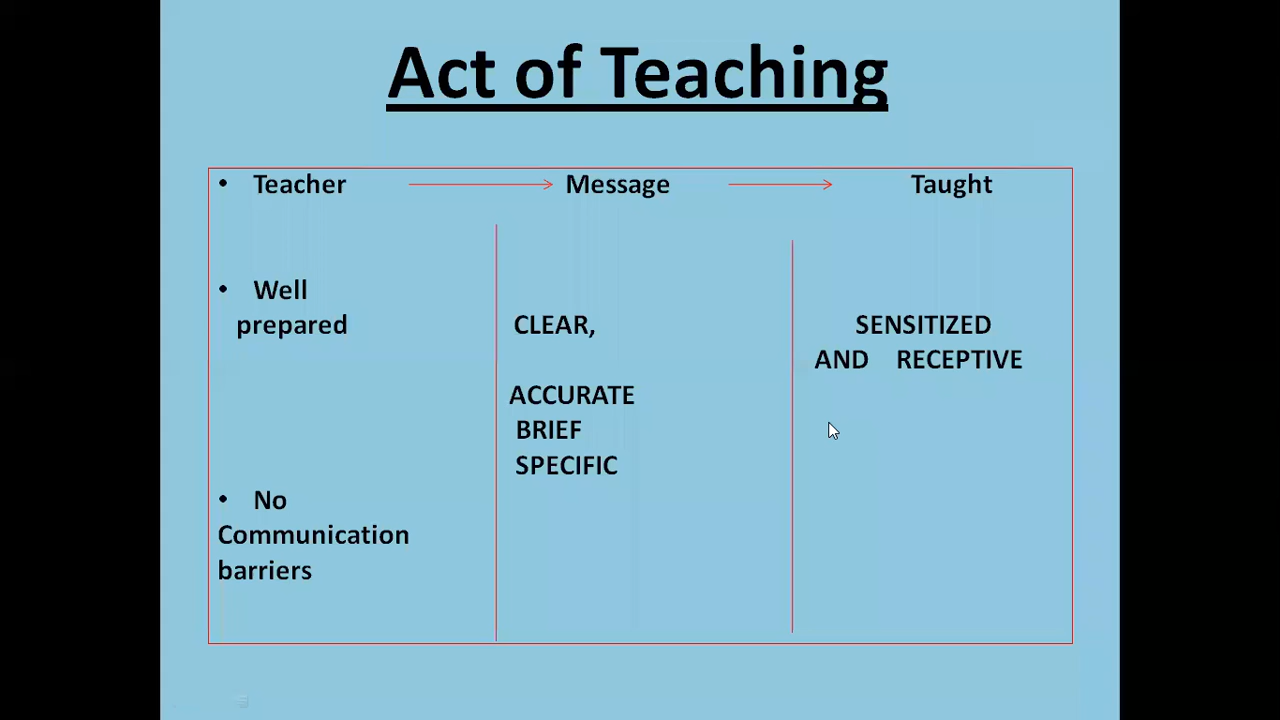 Act of Teaching
• Teacher Message Taught
• Well
prepared CLEAR, SENSITIZED
AND RECEPTIVE
ACCURATE
BRIEF
SPECIFIC
• No
Communication
barriers